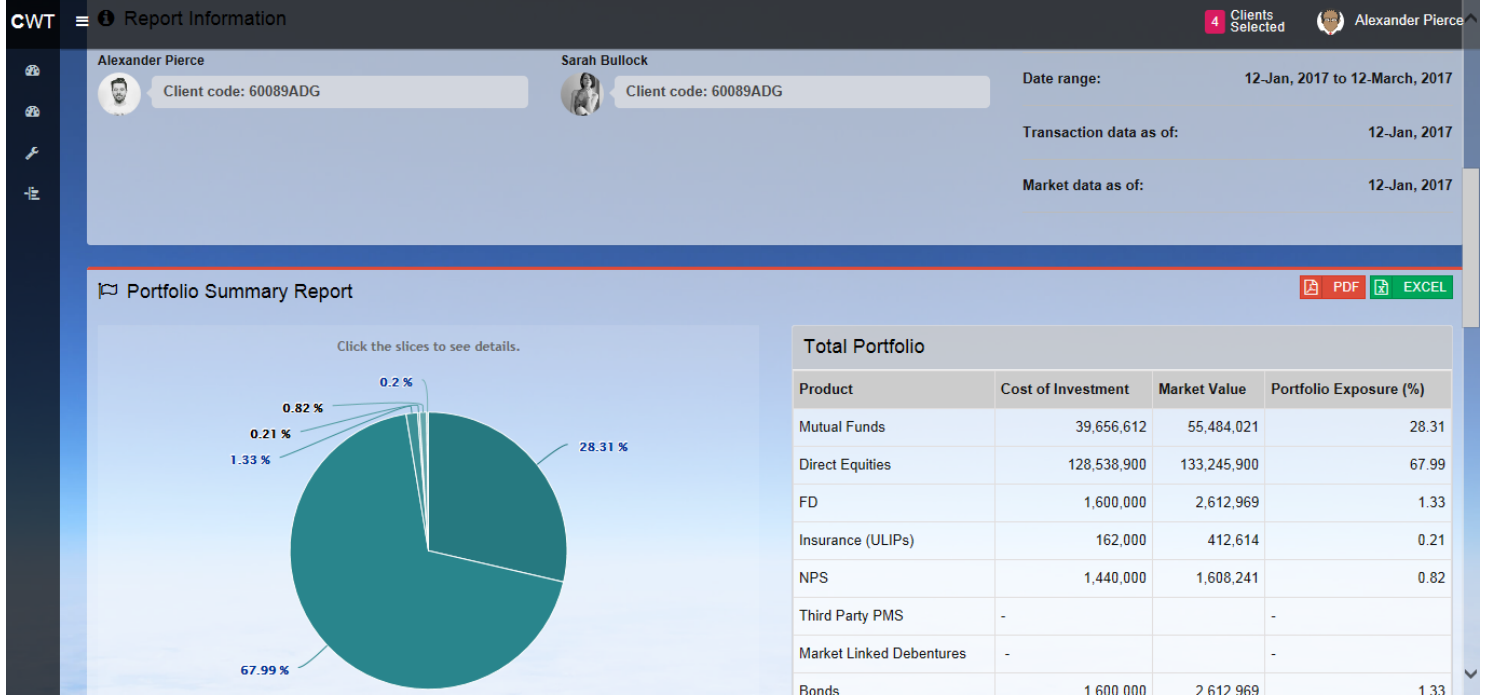 CWT
Report Information
4 Clients Selected
Alexander Pierce
Alexander Pierce
Client code: 60089ADG
Sarah Bullock
Client code: 60089ADG
Date range: 12-Jan, 2017 to 12-March, 2017
Transaction data as of: 12-Jan, 2017
Market data as of: 12-Jan, 2017
Portfolio Summary Report
PDF EXCEL
Click the slices to see details.
0.2 %
0.82 %
0.21 %
1.33 %
28.31 %
67.99 %
Total Portfolio
Product Cost of Investment Market Value Portfolio Exposure (%)
Mutual Funds 39,656,612 55,484,021 28.31
Direct Equities 128,538,900 133,245,900 67.99
FD 1,600,000 2,612,969 1.33
Insurance (ULIPs) 162,000 412,614 0.21
NPS 1,440,000 1,608,241 0.82
Third Party PMS - -
Market Linked Debentures - -
Bonds 1,600,000 2,612,969 1.33